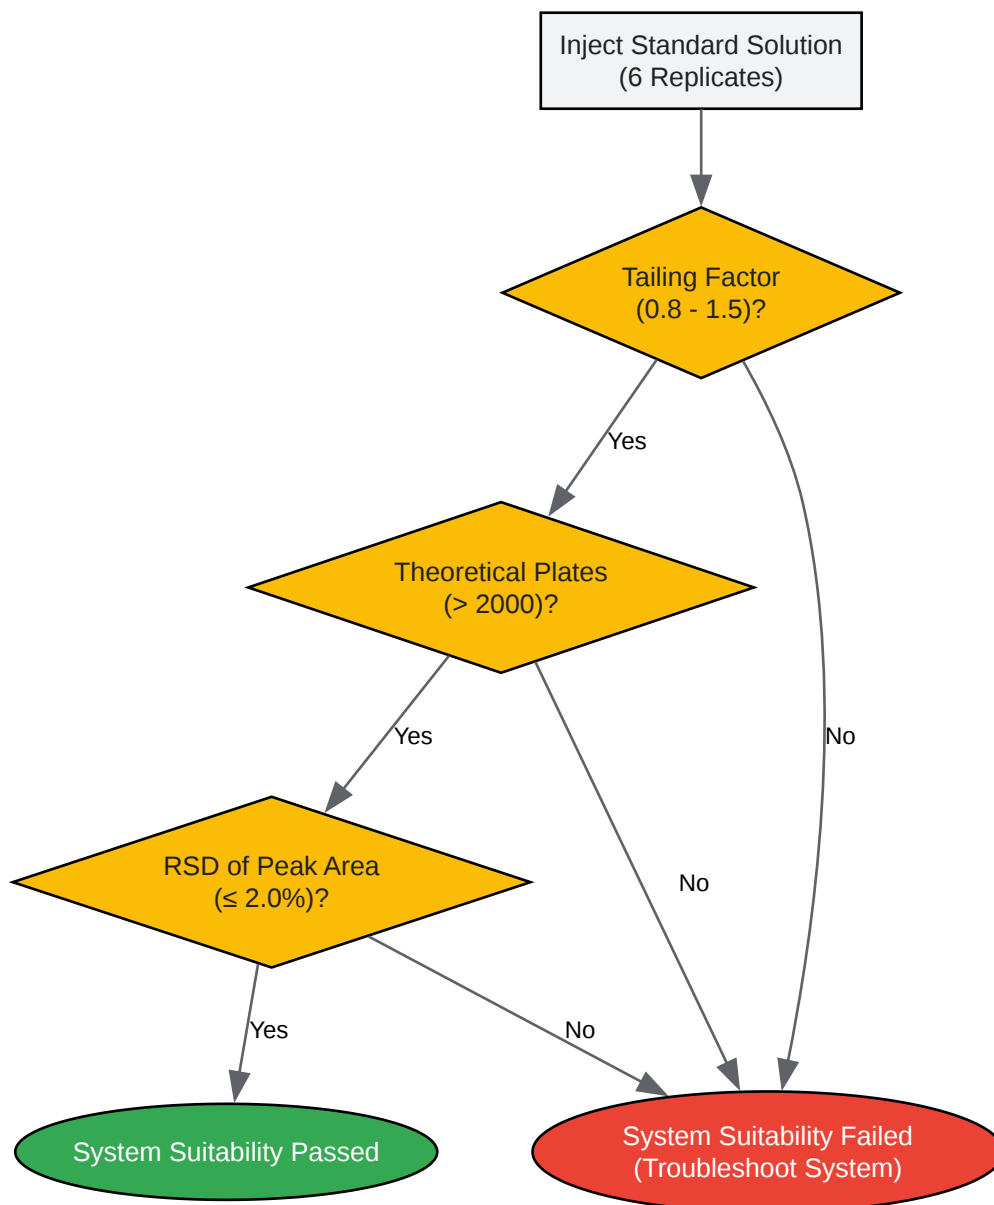 Inject Standard Solution
(6 Replicates)
Tailing Factor
(0.8 - 1.5)?
Yes
Theoretical Plates
(> 2000)?
Yes
No
RSD of Peak Area
(≤ 2.0%)?
No
Yes
No
System Suitability Passed
System Suitability Failed
(Troubleshoot System)